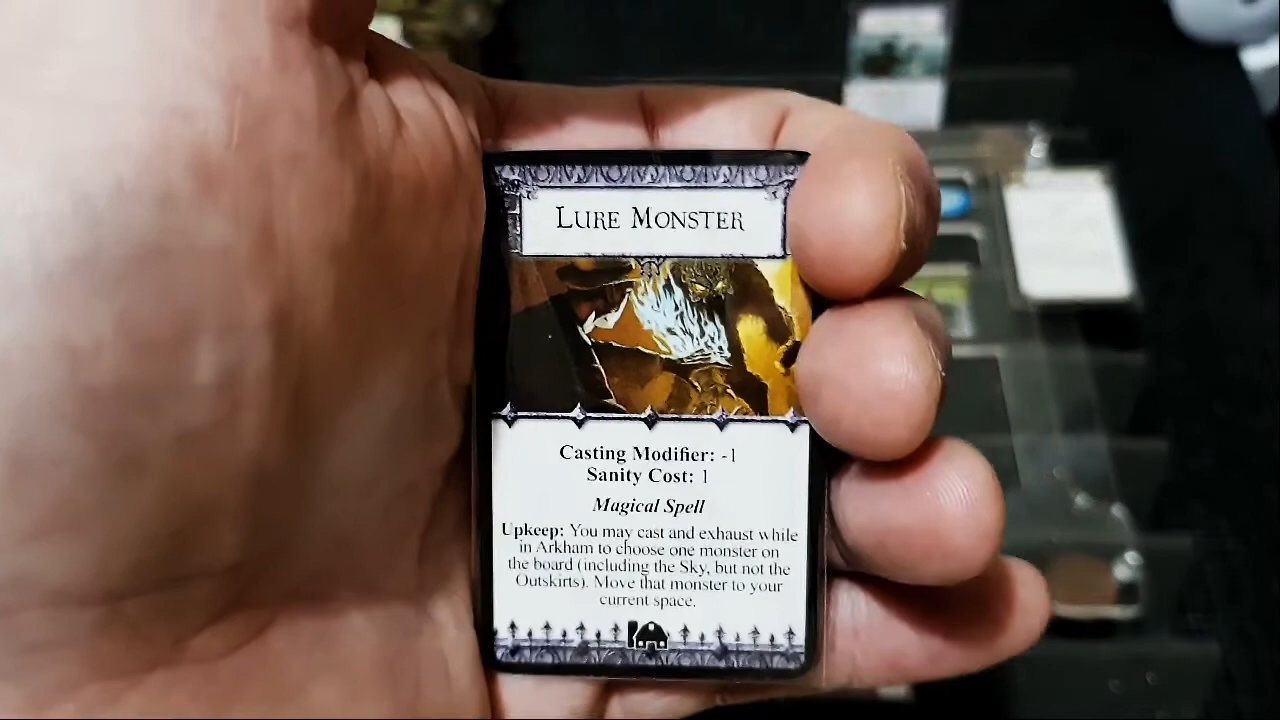 LURE MONSTER
Casting Modifier: -1
Sanity Cost: 1
Magical Spell
Upkeep: You may cast and exhaust while
in Arkham to choose one monster on
the board (including the Sky, but not the
Outskirts). Move that monster to your
current space.